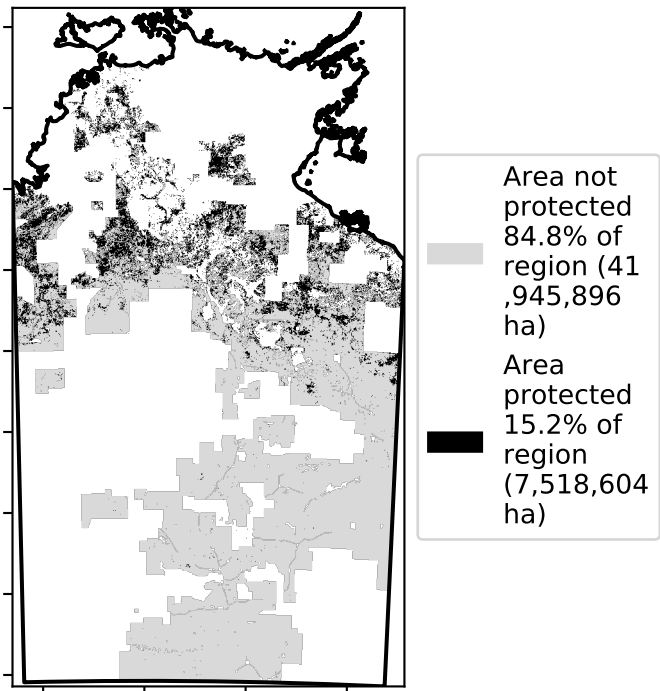 Area not
protected
84.8% of
region (41
,945,896
ha)
Area
protected
15.2% of
region
(7,518,604
ha)